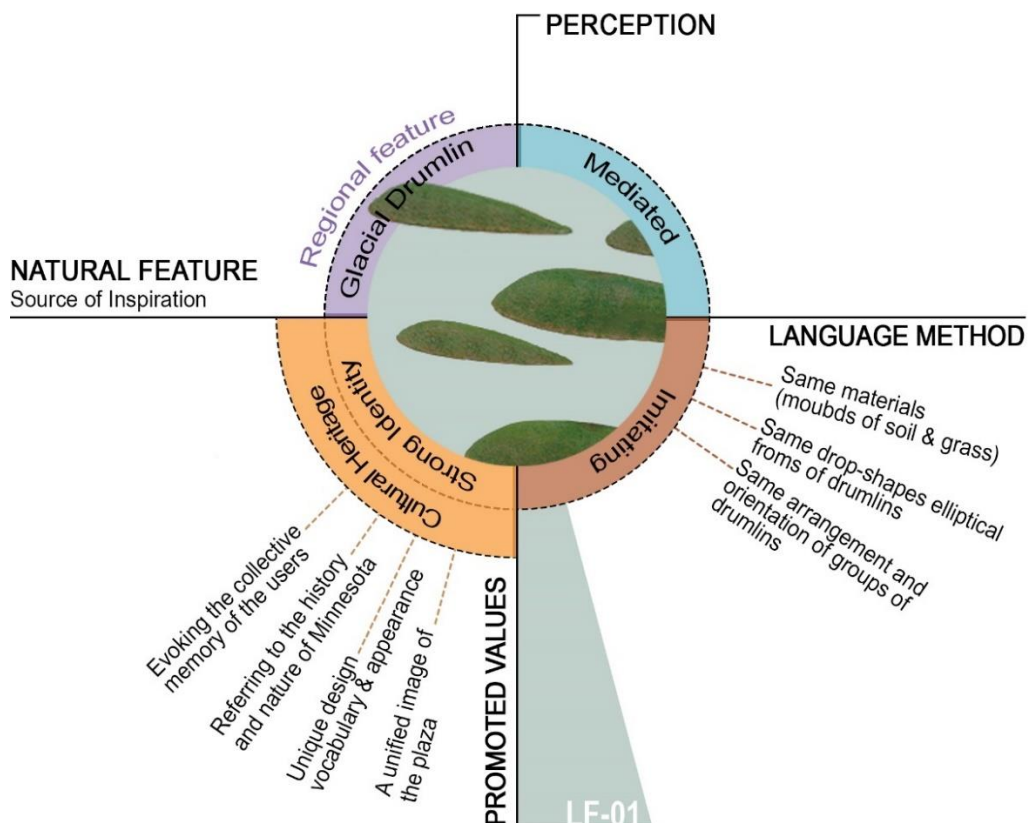 PERCEPTION
Regional feature
Glacial Drumlin
Mediated
NATURAL FEATURE
Source of Inspiration
LANGUAGE METHOD
Imitating
Same materials
(moubds of soil & grass)
Same drop-shapes elliptical
froms of drumlins
Same arrangement and
orientation of groups of
drumlins
Strong Identity
Cultural Heritage
Evoking the collective
memory of the users
Referring to the history
and nature of Minnesota
Unique design
vocabulary & appearance
A unified image of
the plaza
PROMOTED VALUES
LF-01